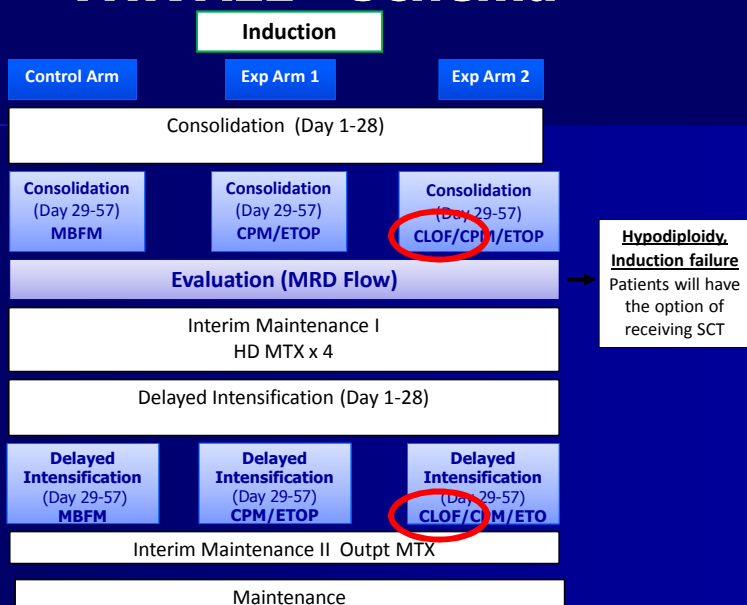 Induction
Control Arm
Exp Arm 1
Exp Arm 2
Consolidation (Day 1-28)
Consolidation
(Day 29-57)
MBFM
Consolidation
(Day 29-57)
CPM/ETOP
Consolidation
(Day 29-57)
CLOF/CPM/ETOP
Evaluation (MRD Flow)
Hypodiploidy,
Induction failure
Patients will have
the option of
receiving SCT
Interim Maintenance I
HD MTX x 4
Delayed Intensification (Day 1-28)
Delayed
Intensification
(Day 29-57)
MBFM
Delayed
Intensification
(Day 29-57)
CPM/ETOP
Delayed
Intensification
(Day 29-57)
CLOF/CPM/ETO
Interim Maintenance II Outpt MTX
Maintenance